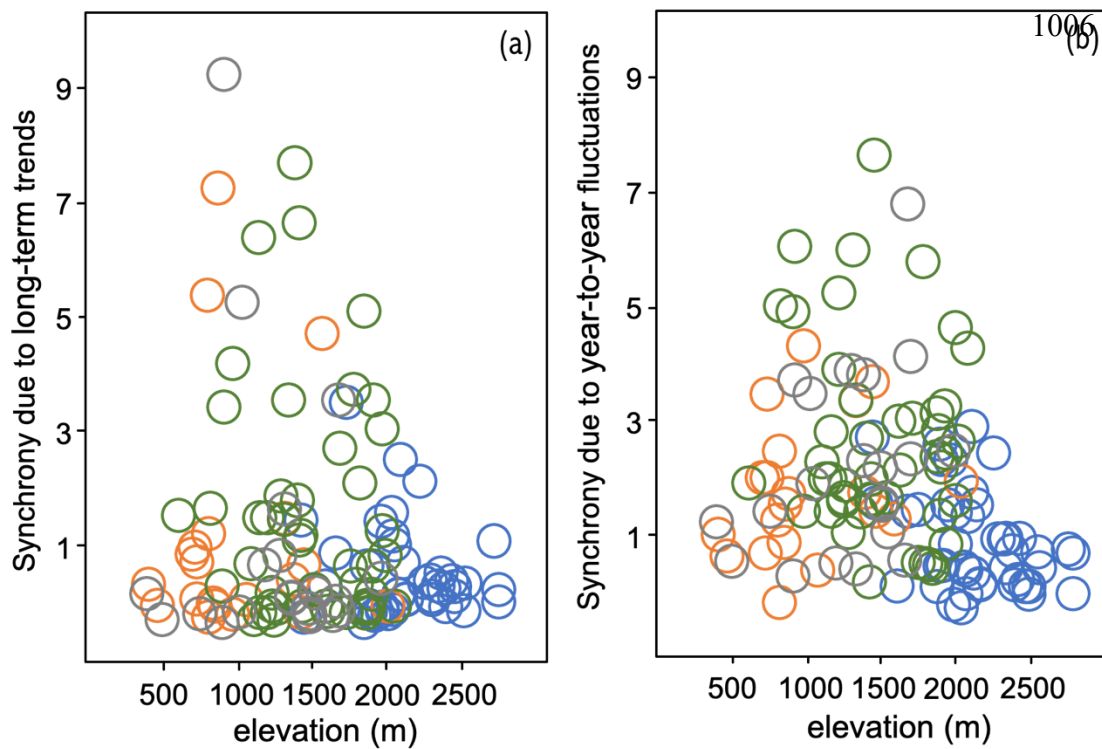 (a)
Synchrony due to long-term trends
9
7
5
3
1
500 1000 1500 2000 2500
elevation (m)
1006
(b)
Synchrony due to year-to-year fluctuations
9
7
5
3
1
500 1000 1500 2000 2500
elevation (m)